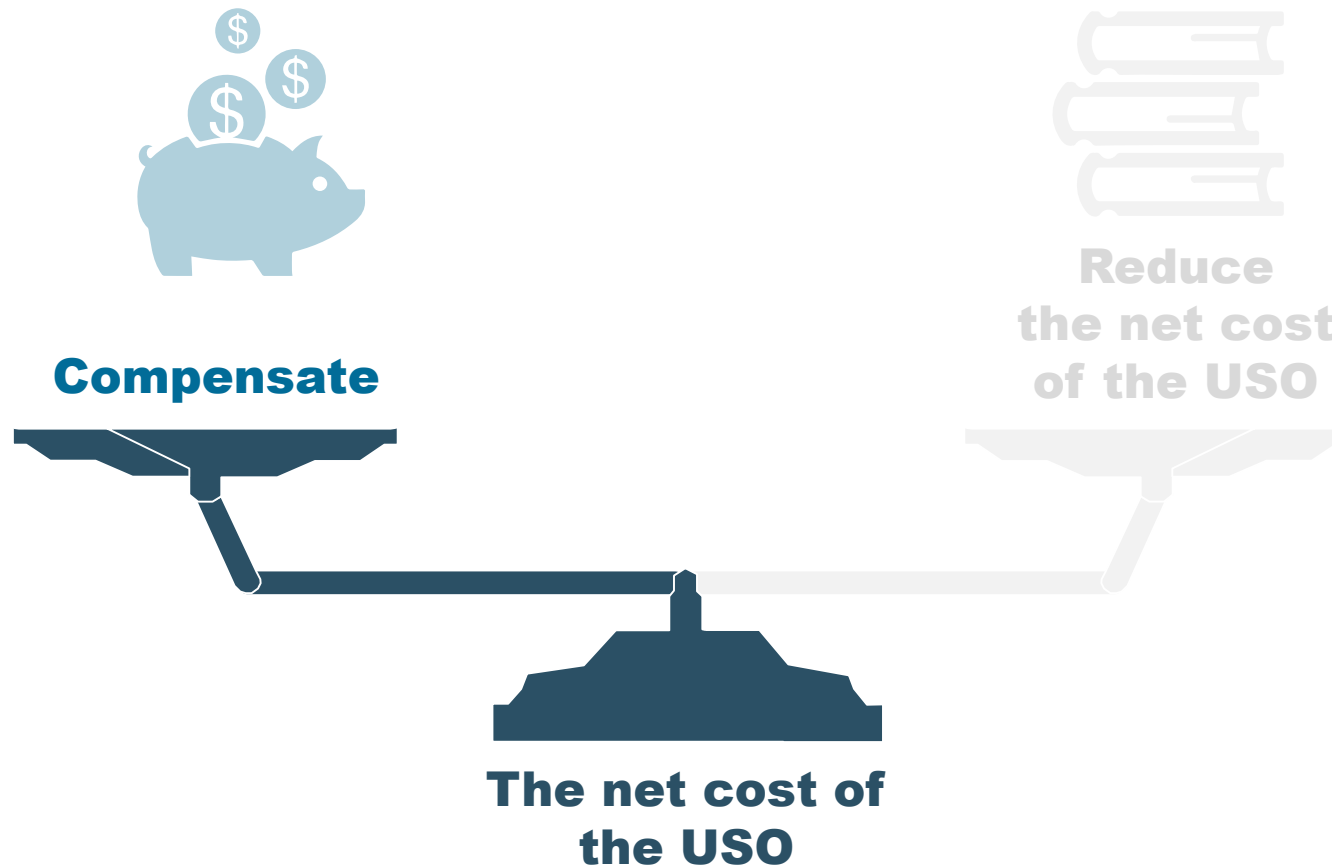 $
$
$
Compensate
Reduce
the net cost
of the USO
The net cost of
the USO